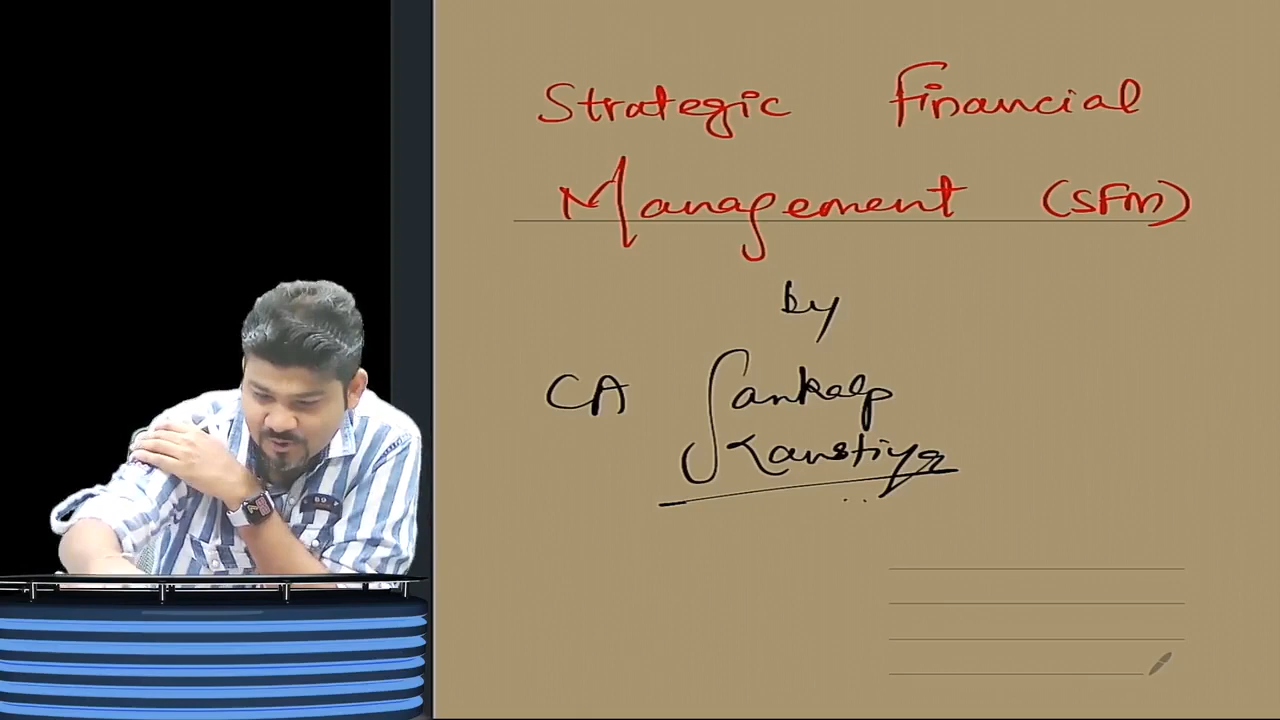 Strategic Financial
Management (SFM)
by
CA Sankalp
Kanstiya